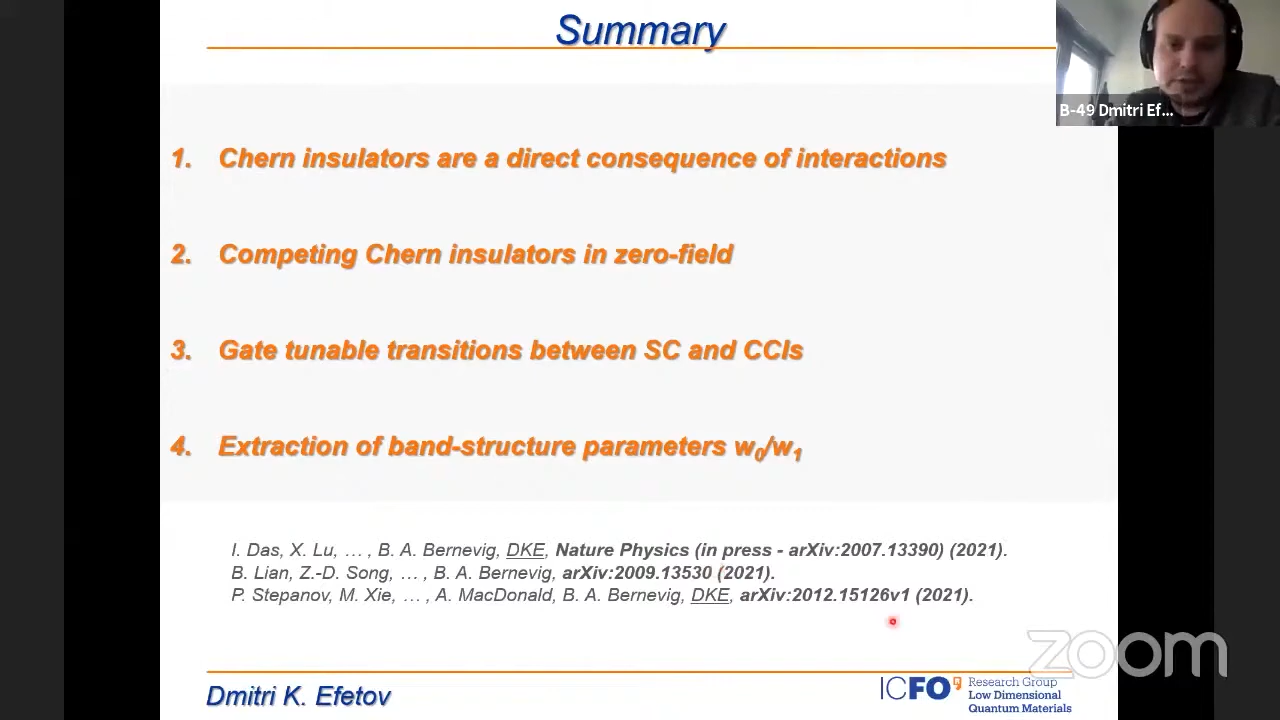 Summary
B-49 Dmitri Ef...
1. Chern insulators are a direct consequence of interactions
2. Competing Chern insulators in zero-field
3. Gate tunable transitions between SC and CCIs
4. Extraction of band-structure parameters w0/w1
I. Das, X. Lu, … , B. A. Bernevig, DKE, Nature Physics (in press - arXiv:2007.13390) (2021).
B. Lian, Z.-D. Song, … , B. A. Bernevig, arXiv:2009.13530 (2021).
P. Stepanov, M. Xie, … , A. MacDonald, B. A. Bernevig, DKE, arXiv:2012.15126v1 (2021).
zoom
Dmitri K. Efetov
ICFO
Research Group
Low Dimensional
Quantum Materials